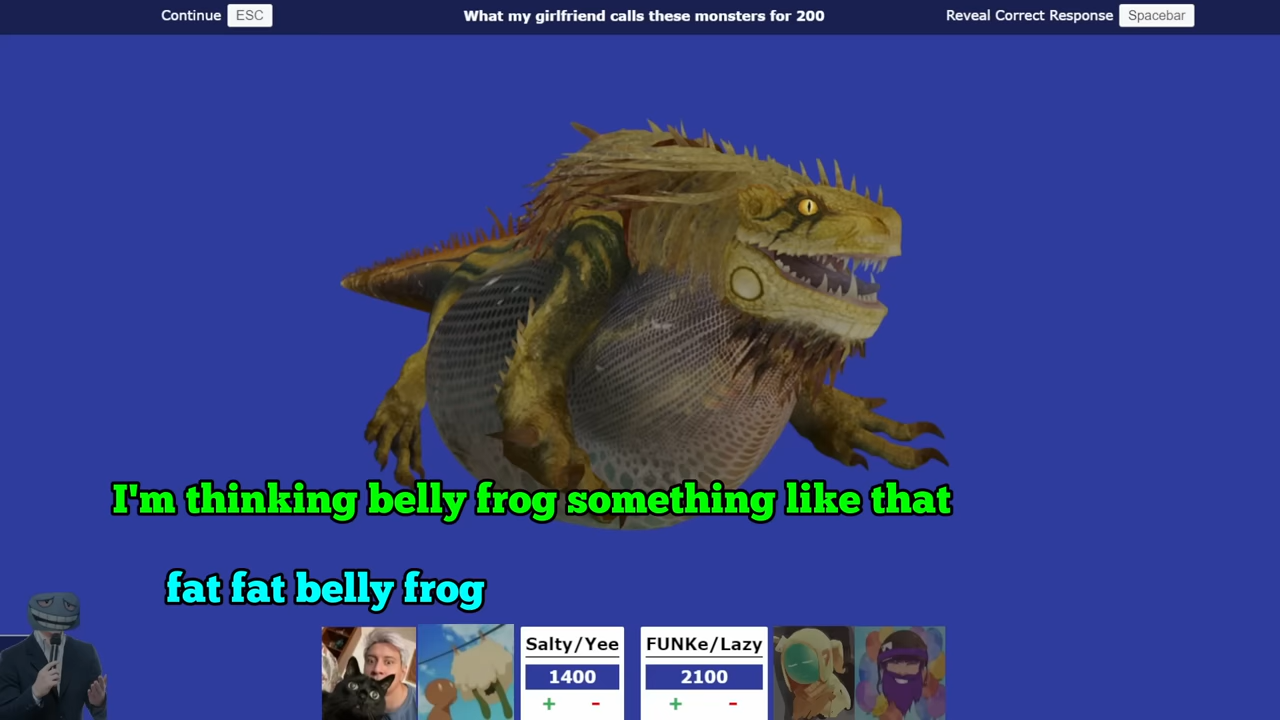 Continue ESC What my girlfriend calls these monsters for 200 Reveal Correct Response Spacebar
I'm thinking belly frog something like that
fat fat belly frog
Salty/Yee FUNKe/Lazy
1400 2100
+ - + -